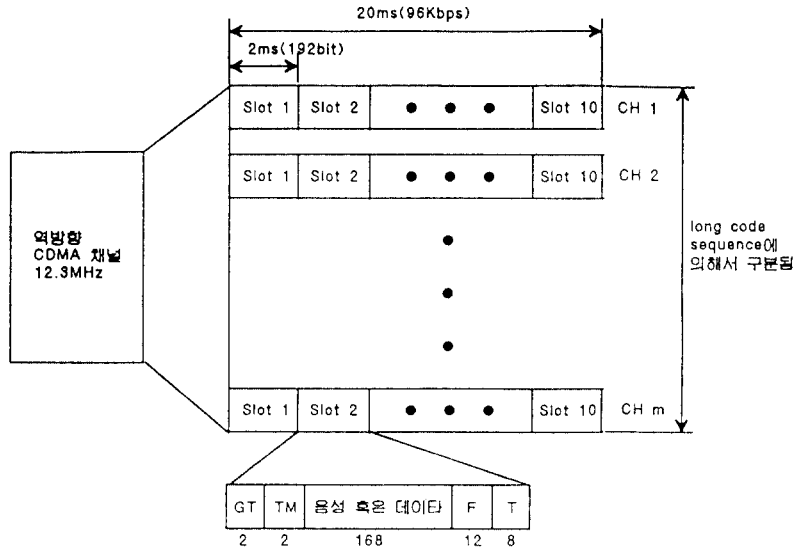 20ms(96Kbps)
2ms(192bit)
Slot 1 Slot 2 ● ● ● Slot 10 CH 1
Slot 1 Slot 2 ● ● ● Slot 10 CH 2
역방향
CDMA 채널
12.3MHz
long code
sequence에
의해서 구분됨
Slot 1 Slot 2 ● ● ● Slot 10 CH m
GT TM 음성 혹은 데이타 F T
2 2 168 12 8